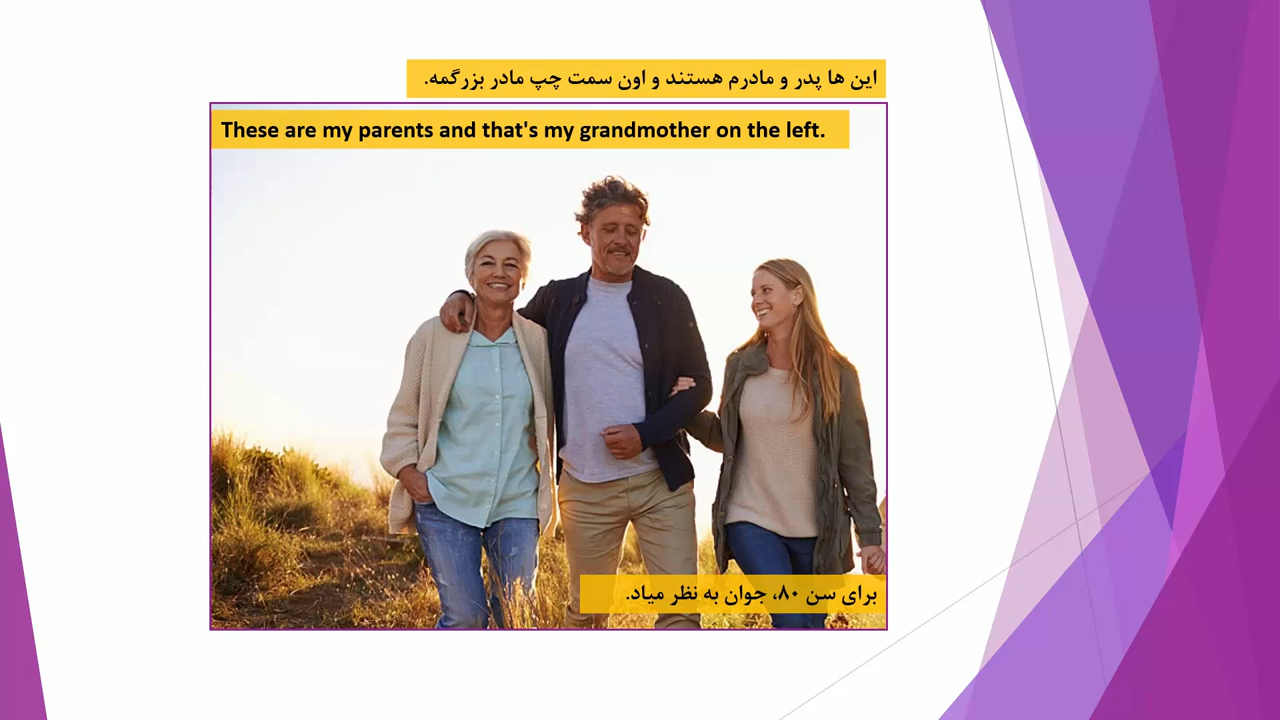 این ها پدر و مادرم هستند و اون سمت چپ مادر بزرگمه.
These are my parents and that's my grandmother on the left.
برای سن ۸۰، جوان به نظر میاد.